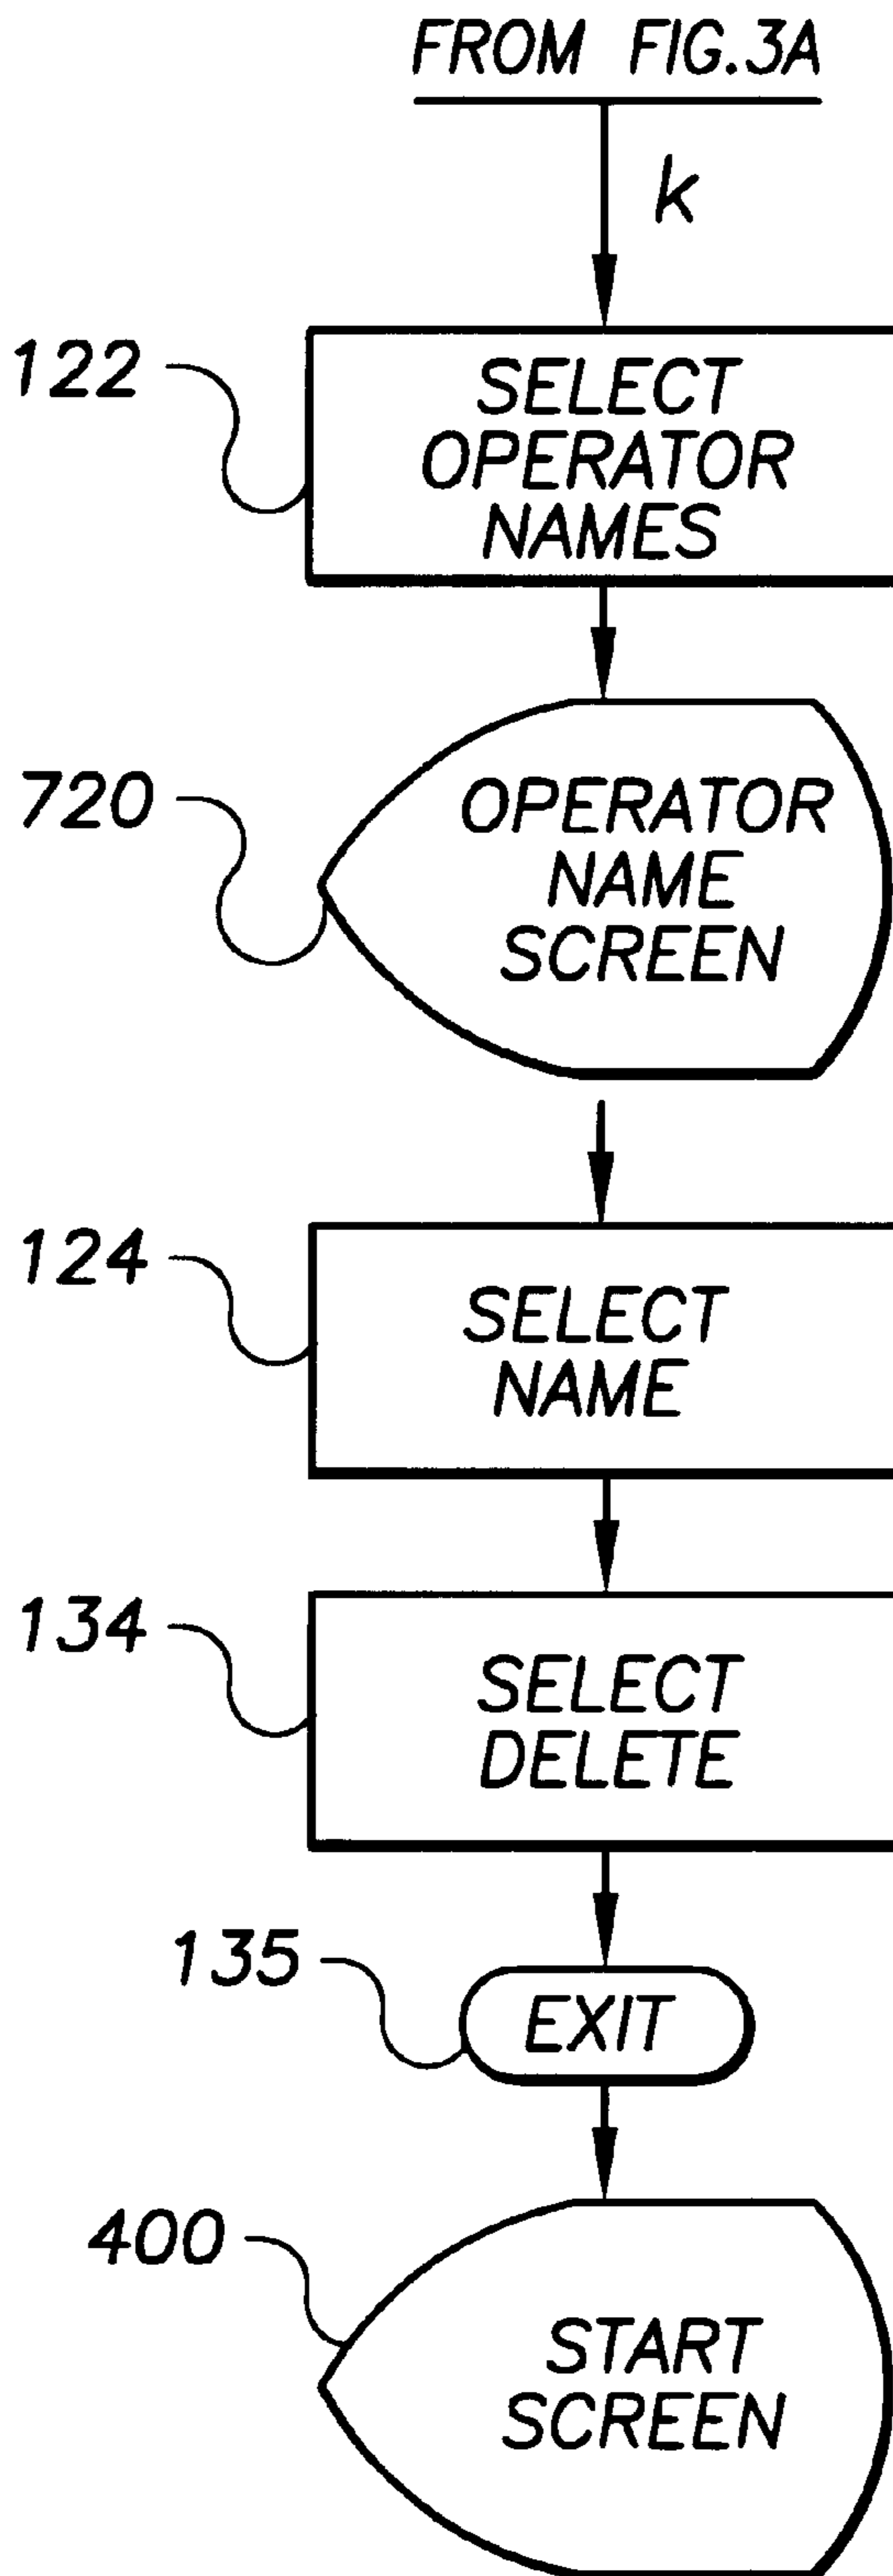 FROM FIG.3A
k
122
SELECT
OPERATOR
NAMES
720
OPERATOR
NAME
SCREEN
124
SELECT
NAME
134
SELECT
DELETE
135
EXIT
400
START
SCREEN